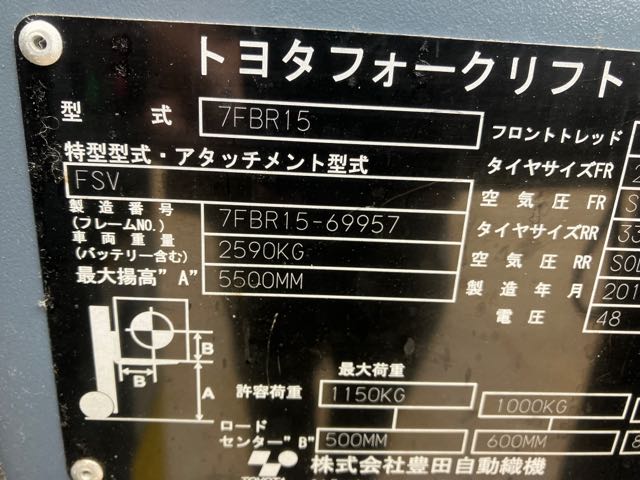 トヨタフォークリフト
型 式 7FBR15
フロントトレッド
特型型式・アタッチメント型式
タイヤサイズFR 2
FSV
空気圧 FR S
製造番号
(フレームNO.) 7FBR15-69957
タイヤサイズRR 33
車両重量
(バッテリー含む) 2590KG
空気圧 RR SO
最大揚高"A" 5500MM
製造年月 201
電圧 48
B
B
A
最大荷重
許容荷重 1150KG 1000KG
ロード
センター"B" 500MM 600MM 8
TOYOTA 株式会社豊田自動織機